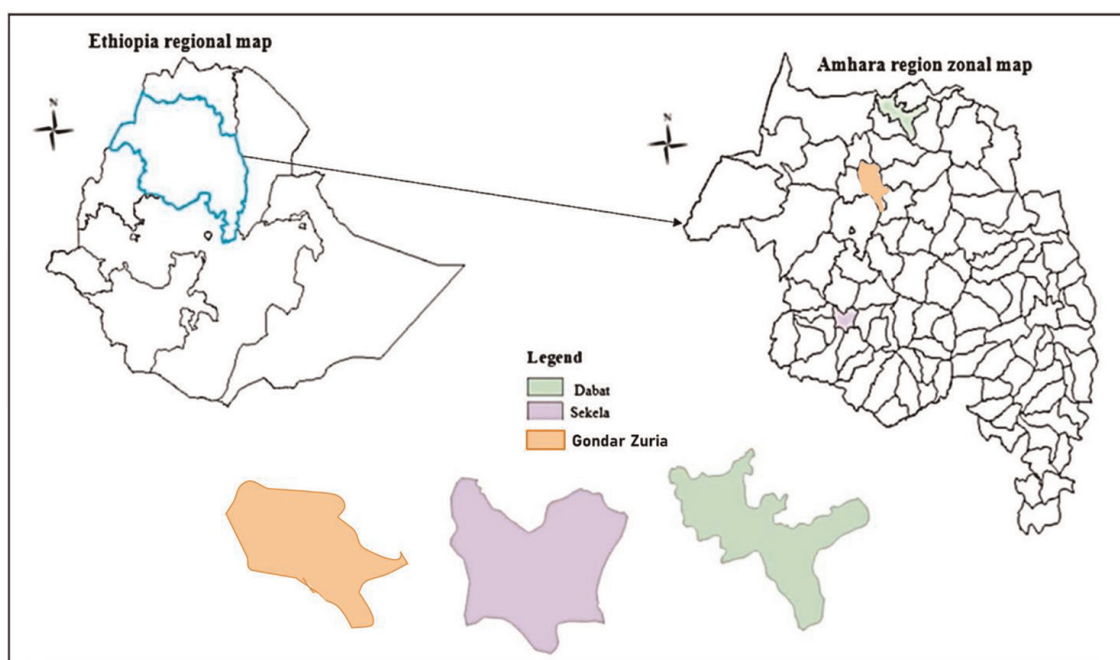 Ethiopia regional map
Amhara region zonal map
N
N
Legend
Dabat
Sekela
Gondar Zuria